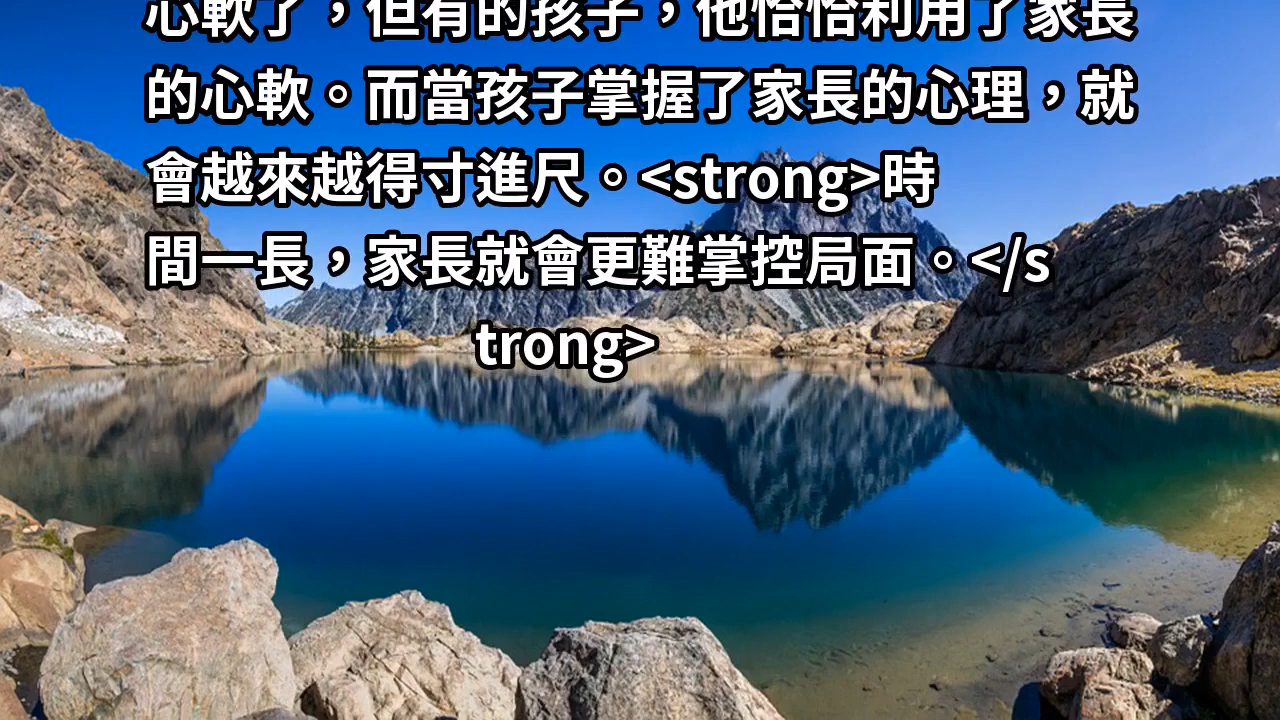 心軟了，但有的孩子，他恰恰利用了家長
的心軟。而當孩子掌握了家長的心理，就
會越來越得寸進尺。<strong>時
間一長，家長就會更難掌控局面。</s
trong>